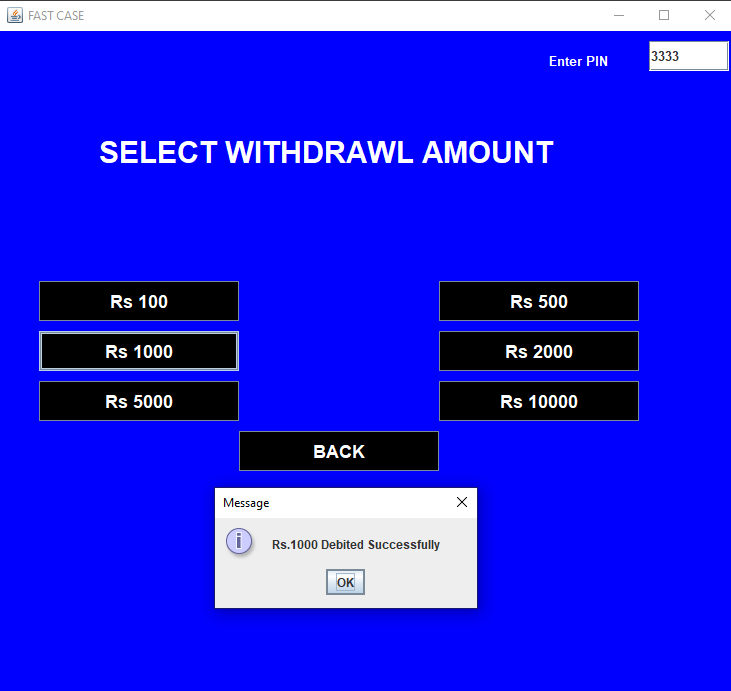 FAST CASE
Enter PIN 3333
SELECT WITHDRAWL AMOUNT
Rs 100 Rs 500
Rs 1000 Rs 2000
Rs 5000 Rs 10000
BACK
Message
i Rs.1000 Debited Successfully
OK